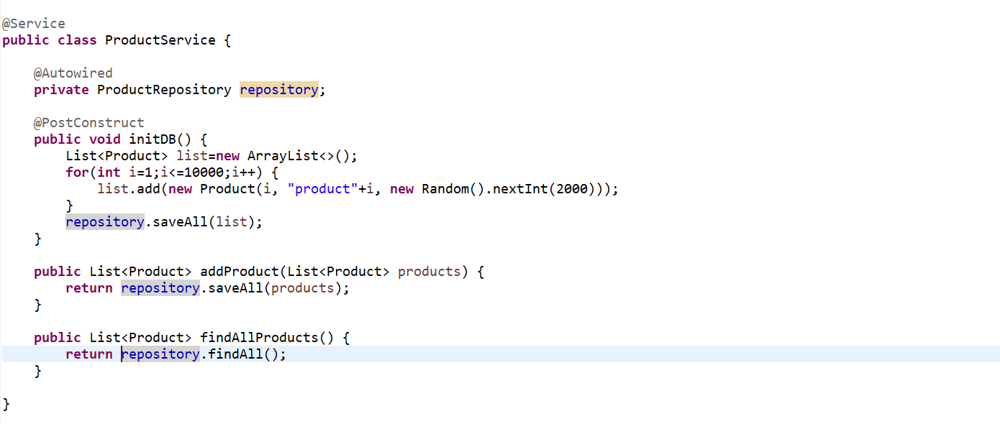 @Service
public class ProductService {
@Autowired
private ProductRepository repository;
@PostConstruct
public void initDB() {
List<Product> list=new ArrayList<>();
for(int i=1;i<=10000;i++) {
list.add(new Product(i, "product"+i, new Random().nextInt(2000)));
}
repository.saveAll(list);
}
public List<Product> addProduct(List<Product> products) {
return repository.saveAll(products);
}
public List<Product> findAllProducts() {
return repository.findAll();
}
}